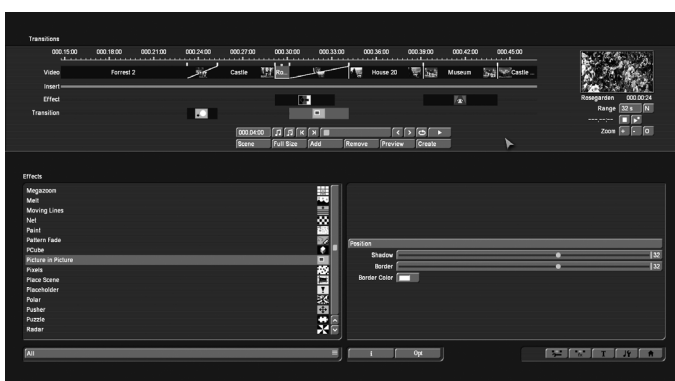 Transitions
000.15:00 000.18:00 000.21:00 000.24:00 000.27:00 000.30:00 000.33:00 000.36:00 000.39:00 000.42:00 000.45:00
Video Forrest 2 Castle Ro... House 20 Museum Castle ...
Insert
Effect
Rosegarden 000.00:24
Transition
Range 32 s N
---.--:--
000.04:00
Zoom + - 0
Scene Full Size Add Remove Preview Create
Effects
Megazoom
Melt
Moving Lines
Net
Paint
Pattern Fade
PCube
Position
Picture in Picture
Shadow 32
Pixels
Border 32
Place Scene
Border Color
Placeholder
Polar
Pusher
Puzzle
Radar
All
i Opt T